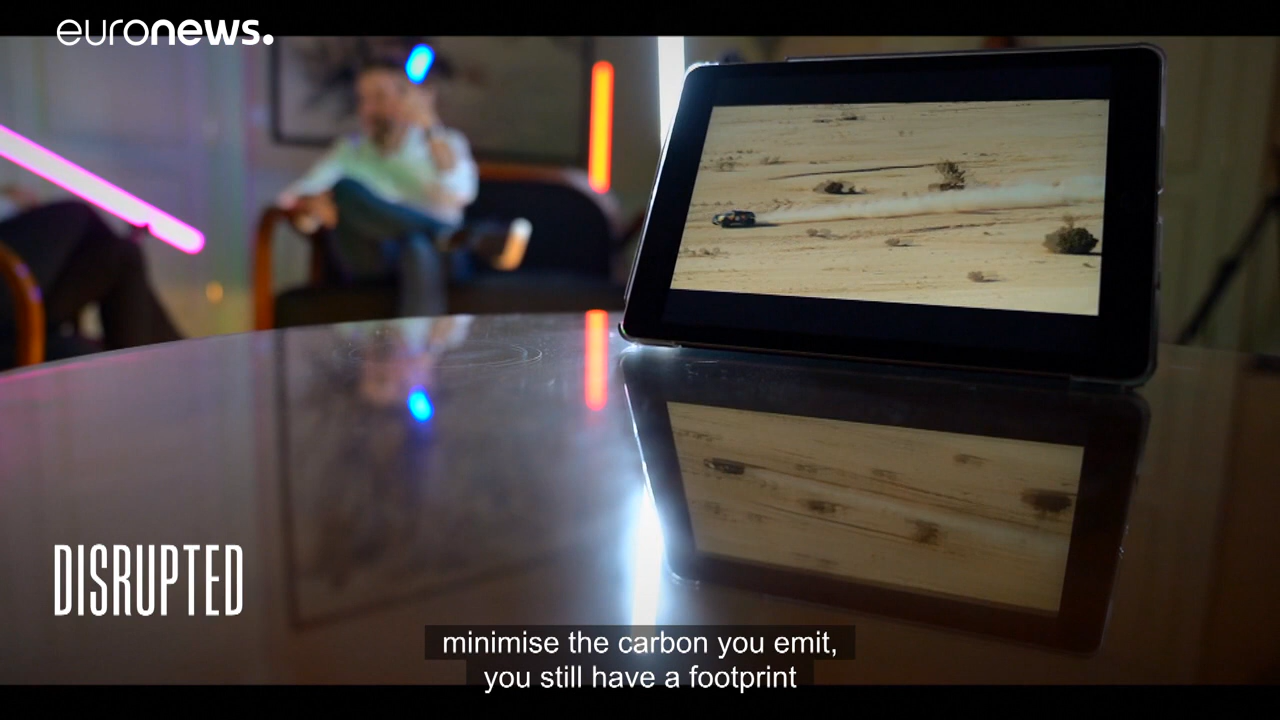 euronews.
DISRUPTED
minimise the carbon you emit,
you still have a footprint